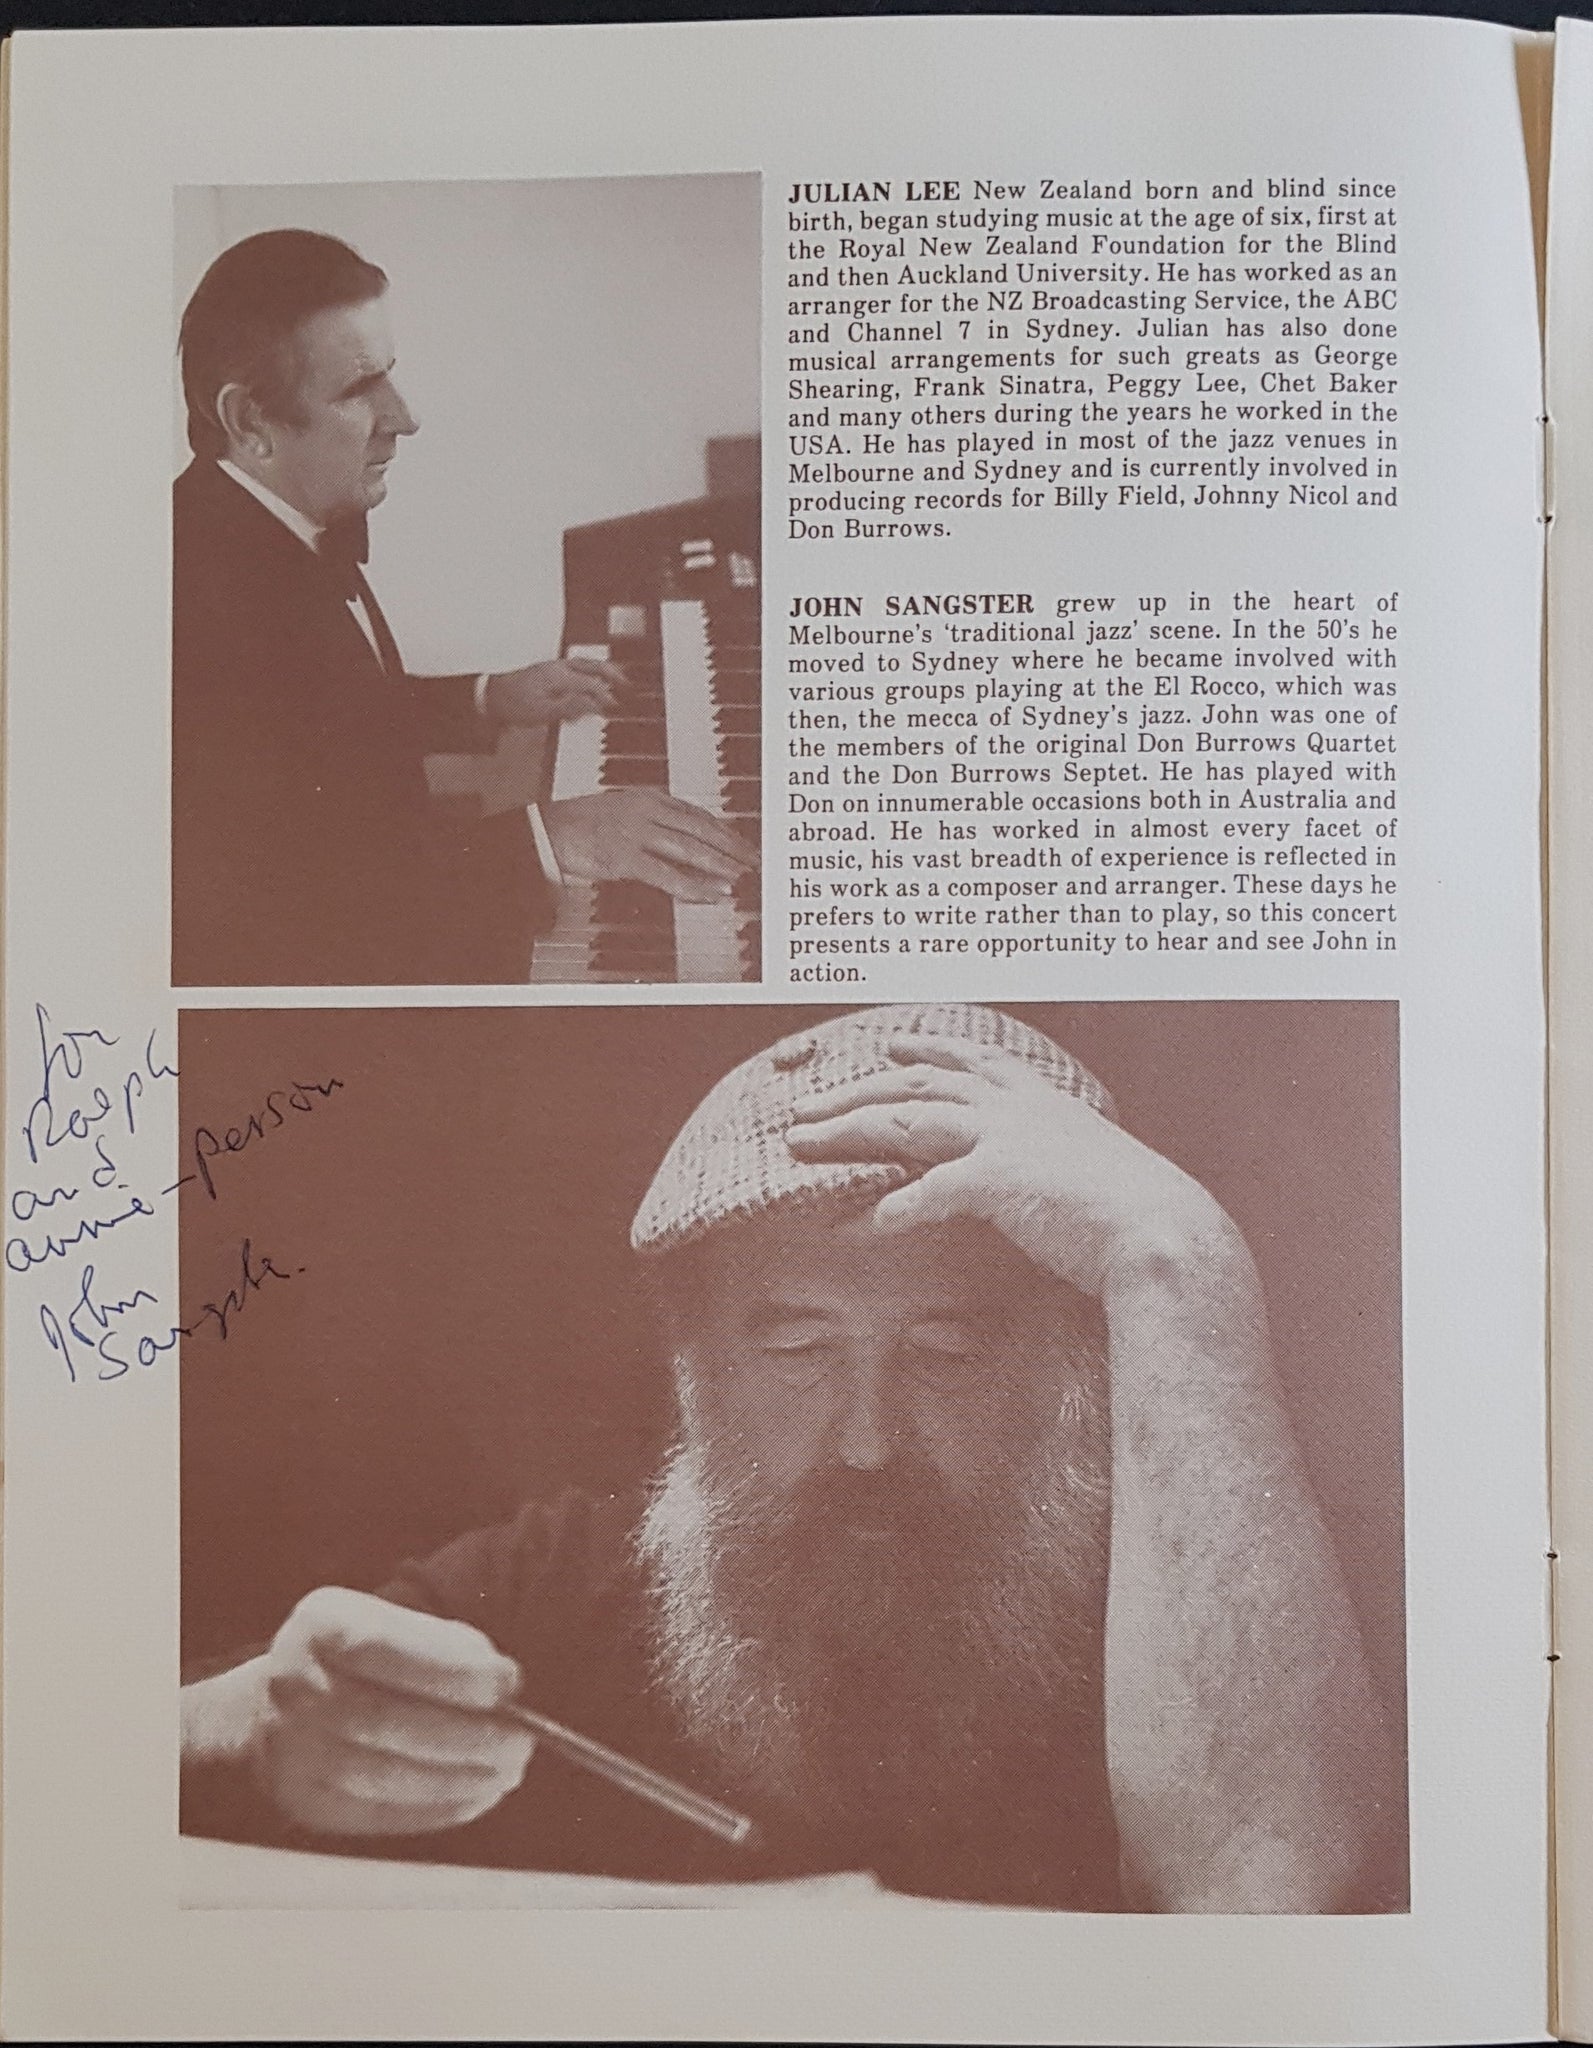 JULIAN LEE New Zealand born and blind since
birth, began studying music at the age of six, first at
the Royal New Zealand Foundation for the Blind
and then Auckland University. He has worked as an
arranger for the NZ Broadcasting Service, the ABC
and Channel 7 in Sydney. Julian has also done
musical arrangements for such greats as George
Shearing, Frank Sinatra, Peggy Lee, Chet Baker
and many others during the years he worked in the
USA. He has played in most of the jazz venues in
Melbourne and Sydney and is currently involved in
producing records for Billy Field, Johnny Nicol and
Don Burrows.
JOHN SANGSTER grew up in the heart of
Melbourne's ‘traditional jazz’ scene. In the 50's he
moved to Sydney where he became involved with
various groups playing at the El Rocco, which was
then, the mecca of Sydney's jazz. John was one of
the members of the original Don Burrows Quartet
and the Don Burrows Septet. He has played with
Don on innumerable occasions both in Australia and
abroad. He has worked in almost every facet of
music, his vast breadth of experience is reflected in
his work as a composer and arranger. These days he
prefers to write rather than to play, so this concert
presents a rare opportunity to hear and see John in
action.
for
Ralph
and
annie-person
John
Sangster.